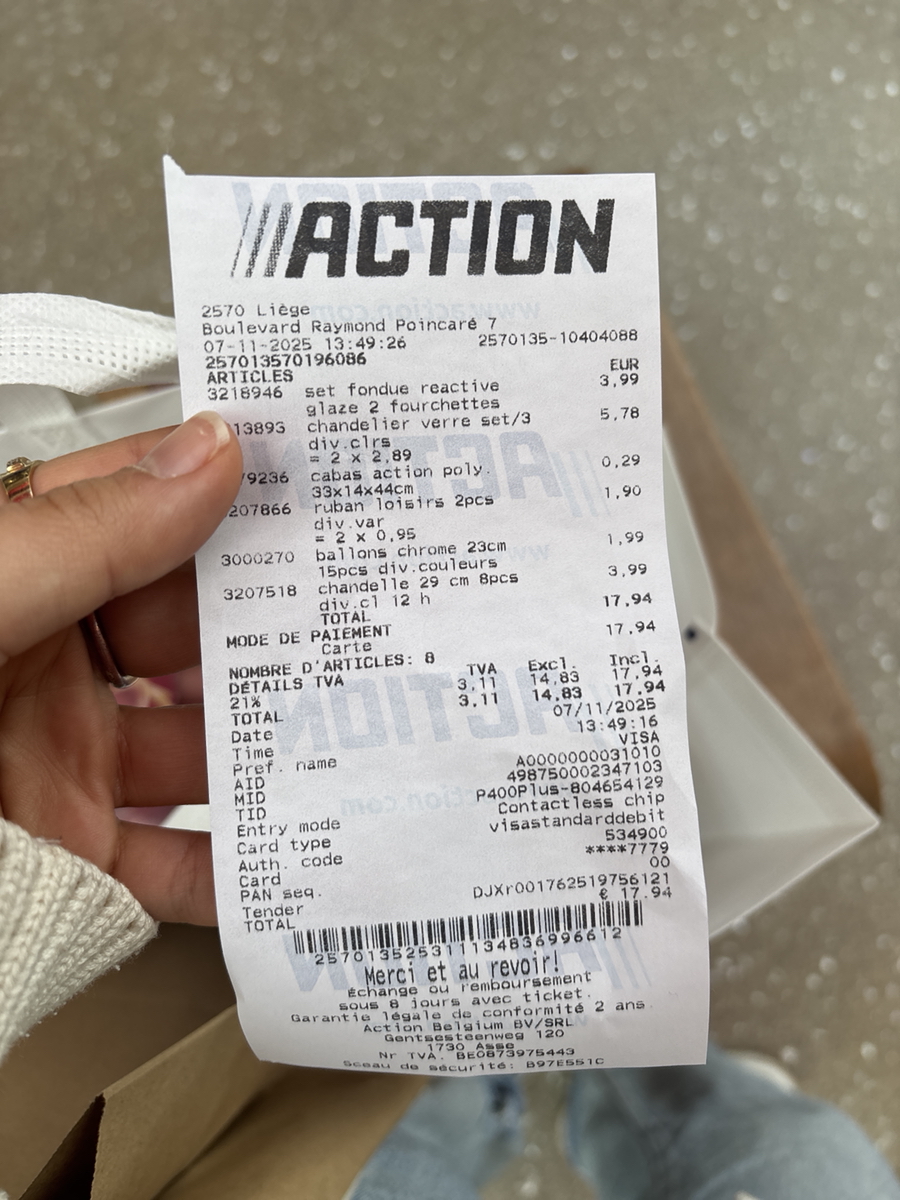 ACTION
2570 Liège
Boulevard Raymond Poincaré 7
07-11-2025 13:49:26 2570135-10404088
257013570196086
ARTICLES EUR
3218946 set fondue reactive 3,99
glaze 2 fourchettes
13893 chandelier verre set/3 5,78
div.clrs
= 2 x 2,89
79236 cabas action poly. 0,29
33x14x44cm
207866 ruban loisirs 2pcs 1,90
div.var
= 2 x 0,95
3000270 ballons chrome 23cm 1,99
15pcs div.couleurs
3207518 chandelle 29 cm 8pcs 3,99
div.cl 12 h
TOTAL 17,94
MODE DE PAIEMENT
Carte 17,94
NOMBRE D'ARTICLES: 8
DÉTAILS TVA TVA Excl. Incl.
21% 3,11 14,83 17,94
TOTAL 3,11 14,83 17,94
Date 07/11/2025
Time 13:49:16
Pref. name VISA
AID A0000000031010
MID 498750002347103
TID P400Plus-804654129
Entry mode Contactless chip
Card type visastandarddebit
Auth. code 534900
Card ****7779
PAN seq. 00
Tender DJXr001762519756121
TOTAL € 17.94
257013525311134836996612
Merci et au revoir!
Échange ou remboursement
sous 8 jours avec ticket.
Garantie légale de conformité 2 ans.
Action Belgium BV/SRL
Gentsesteenweg 120
1730 Asse
Nr TVA. BE0873975443
Sceau de sécurité: B97E551C